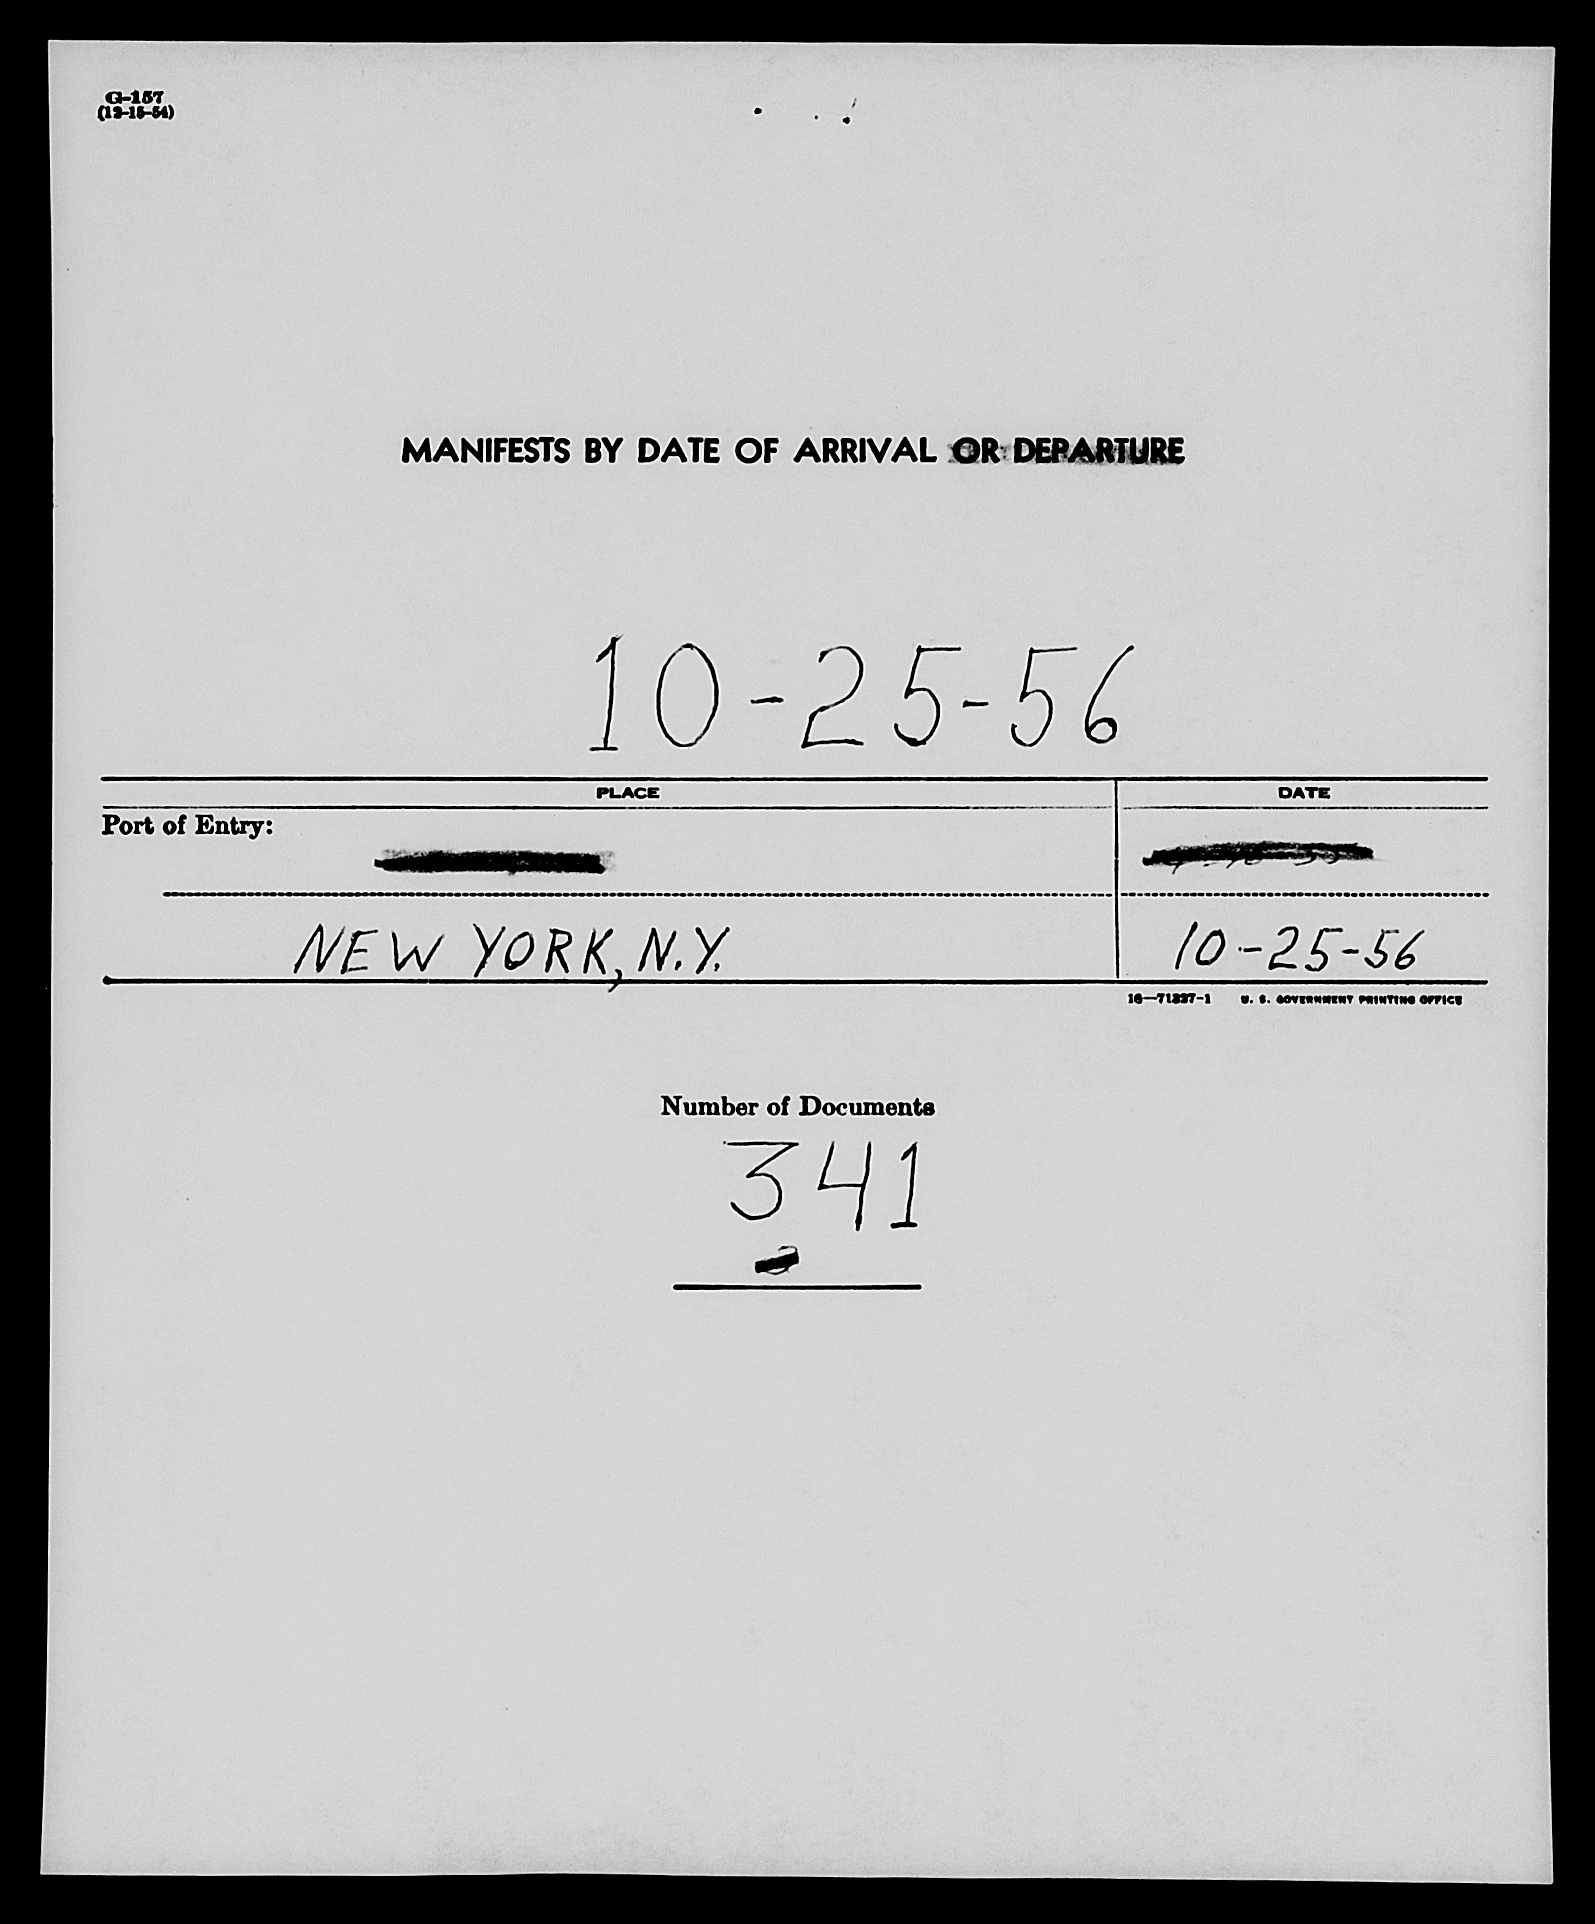 G-157
(12-15-54)
MANIFESTS BY DATE OF ARRIVAL OR DEPARTURE
10-25-56
PLACE DATE
Port of Entry:
NEW YORK, N.Y. 10-25-56
16—71327-1 U. S. GOVERNMENT PRINTING OFFICE
Number of Documents
341